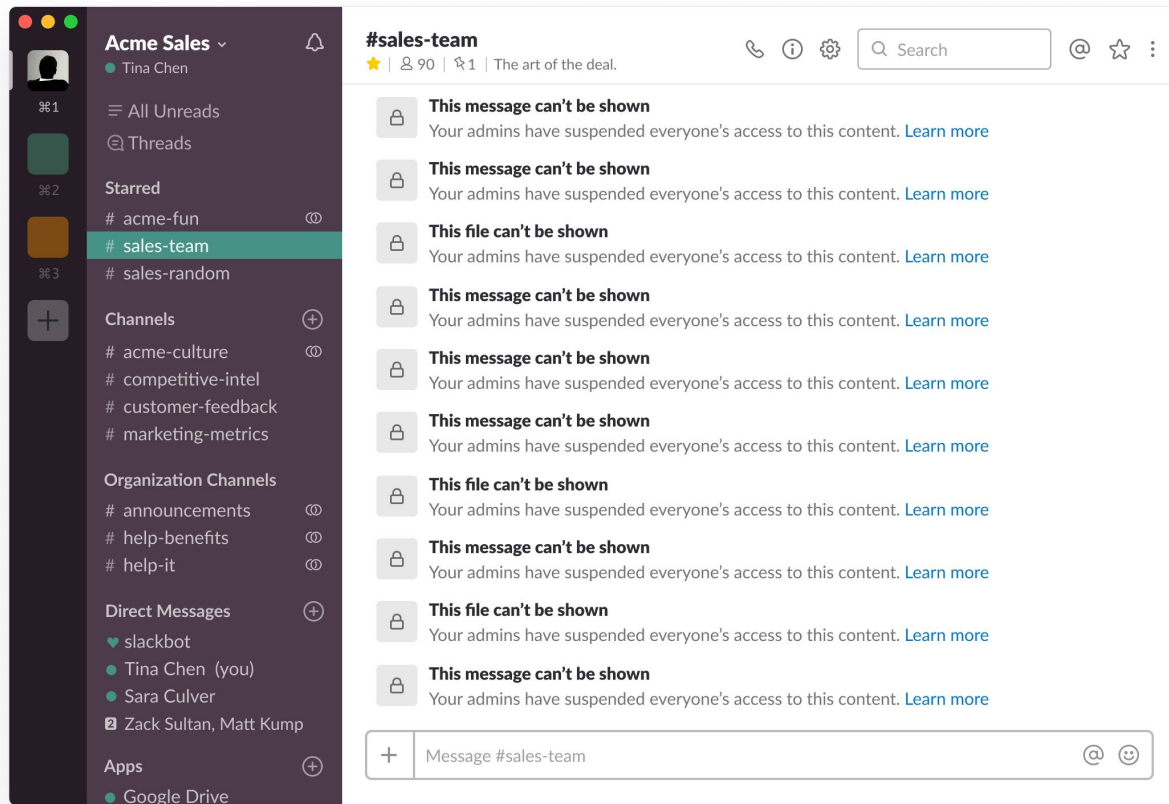 ⌘1
⌘2
⌘3
Acme Sales
Tina Chen
All Unreads
Threads
Starred
# acme-fun
# sales-team
# sales-random
Channels
# acme-culture
# competitive-intel
# customer-feedback
# marketing-metrics
Organization Channels
# announcements
# help-benefits
# help-it
Direct Messages
slackbot
Tina Chen (you)
Sara Culver
2 Zack Sultan, Matt Kump
Apps
Google Drive
#sales-team
90 | 1 | The art of the deal.
Search
This message can’t be shown
Your admins have suspended everyone’s access to this content. Learn more
This message can’t be shown
Your admins have suspended everyone’s access to this content. Learn more
This file can’t be shown
Your admins have suspended everyone’s access to this content. Learn more
This message can’t be shown
Your admins have suspended everyone’s access to this content. Learn more
This message can’t be shown
Your admins have suspended everyone’s access to this content. Learn more
This message can’t be shown
Your admins have suspended everyone’s access to this content. Learn more
This file can’t be shown
Your admins have suspended everyone’s access to this content. Learn more
This message can’t be shown
Your admins have suspended everyone’s access to this content. Learn more
This file can’t be shown
Your admins have suspended everyone’s access to this content. Learn more
This message can’t be shown
Your admins have suspended everyone’s access to this content. Learn more
Message #sales-team